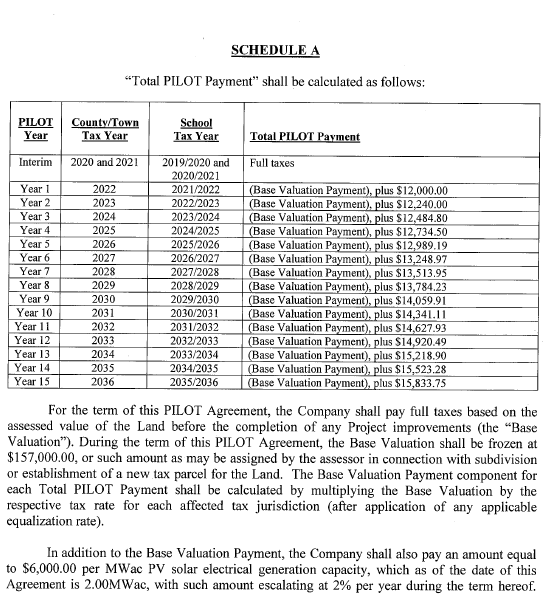 SCHEDULE A
“Total PILOT Payment” shall be calculated as follows:
PILOT Year County/Town Tax Year School Tax Year Total PILOT Payment
Interim 2020 and 2021 2019/2020 and 2020/2021 Full taxes
Year 1 2022 2021/2022 (Base Valuation Payment), plus $12,000.00
Year 2 2023 2022/2023 (Base Valuation Payment), plus $12,240.00
Year 3 2024 2023/2024 (Base Valuation Payment), plus $12,484.80
Year 4 2025 2024/2025 (Base Valuation Payment), plus $12,734.50
Year 5 2026 2025/2026 (Base Valuation Payment), plus $12,989.19
Year 6 2027 2026/2027 (Base Valuation Payment), plus $13,248.97
Year 7 2028 2027/2028 (Base Valuation Payment), plus $13,513.95
Year 8 2029 2028/2029 (Base Valuation Payment), plus $13,784.23
Year 9 2030 2029/2030 (Base Valuation Payment), plus $14,059.91
Year 10 2031 2030/2031 (Base Valuation Payment), plus $14,341.11
Year 11 2032 2031/2032 (Base Valuation Payment), plus $14,627.93
Year 12 2033 2032/2033 (Base Valuation Payment), plus $14,920.49
Year 13 2034 2033/2034 (Base Valuation Payment), plus $15,218.90
Year 14 2035 2034/2035 (Base Valuation Payment), plus $15,523.28
Year 15 2036 2035/2036 (Base Valuation Payment), plus $15,833.75
For the term of this PILOT Agreement, the Company shall pay full taxes based on the
assessed value of the Land before the completion of any Project improvements (the “Base
Valuation”). During the term of this PILOT Agreement, the Base Valuation shall be frozen at
$157,000.00, or such amount as may be assigned by the assessor in connection with subdivision
or establishment of a new tax parcel for the Land. The Base Valuation Payment component for
each Total PILOT Payment shall be calculated by multiplying the Base Valuation by the
respective tax rate for each affected tax jurisdiction (after application of any applicable
equalization rate).
In addition to the Base Valuation Payment, the Company shall also pay an amount equal
to $6,000.00 per MWac PV solar electrical generation capacity, which as of the date of this
Agreement is 2.00MWac, with such amount escalating at 2% per year during the term hereof.